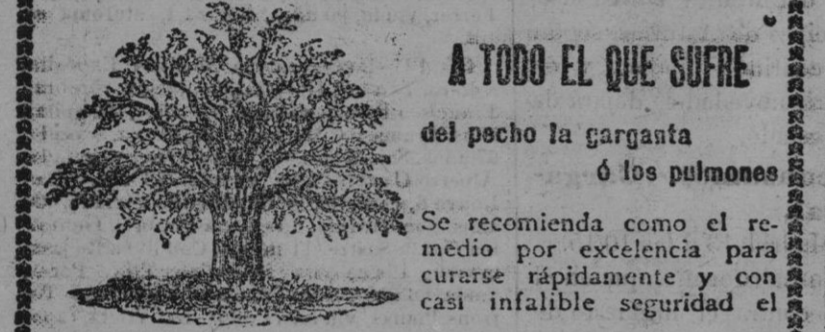 A TODO EL QUE SUFRE
del pecho la garganta
ó los pulmones
Se recomienda como el re-
medio por excelencia para
curarse rápidamente y con
casi infalible seguridad el